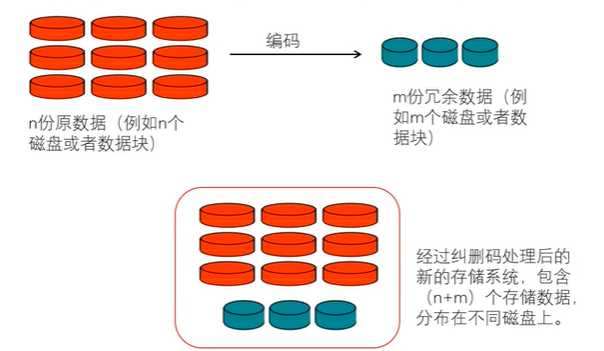 编码
n份原数据（例如n个
磁盘或者数据块）
m份冗余数据（例
如m个磁盘或者数
据块）
经过纠删码处理后的
新的存储系统，包含
（n+m）个存储数据，
分布在不同磁盘上。